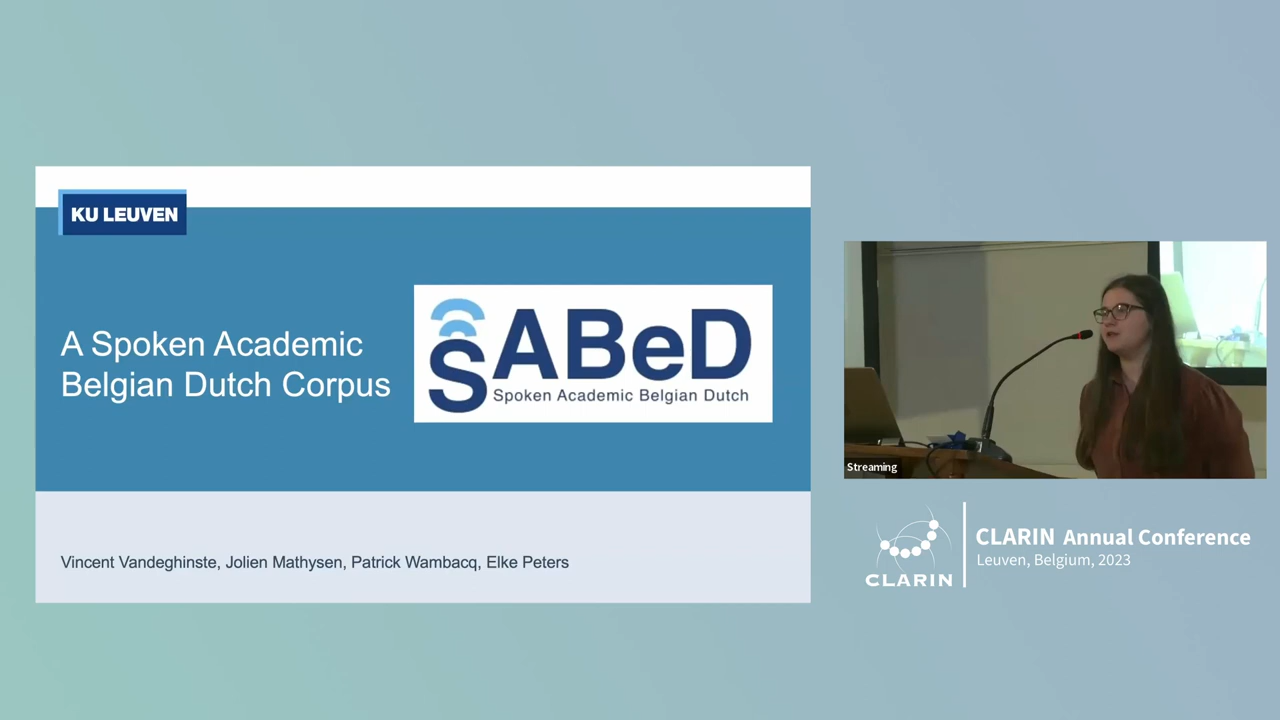 KU LEUVEN
A Spoken Academic
Belgian Dutch Corpus
SABeD
Spoken Academic Belgian Dutch
Vincent Vandeghinste, Jolien Mathysen, Patrick Wambacq, Elke Peters
Streaming
CLARIN
CLARIN Annual Conference
Leuven, Belgium, 2023